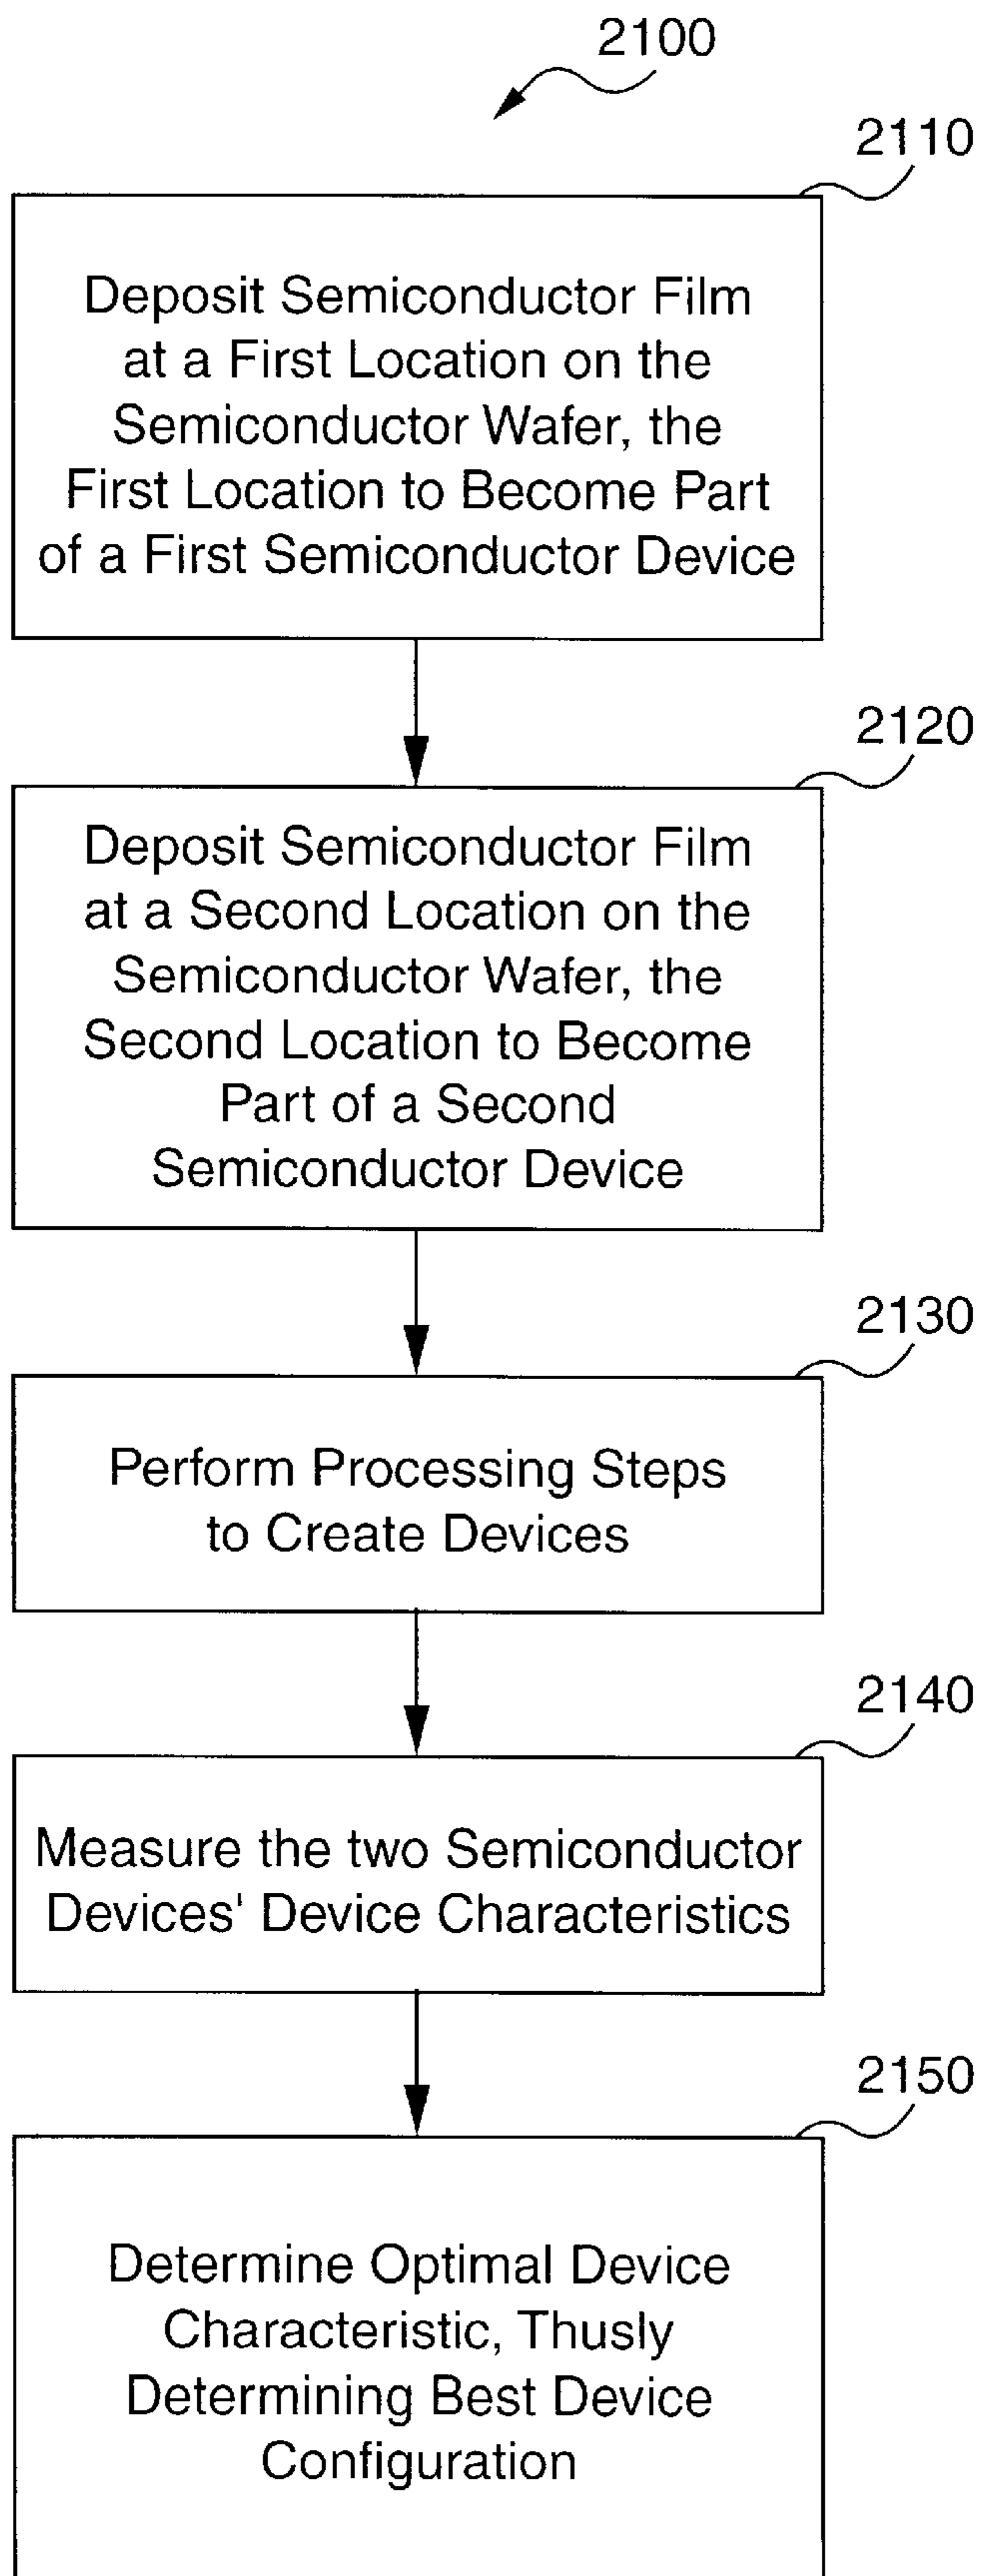 2100
2110
Deposit Semiconductor Film
at a First Location on the
Semiconductor Wafer, the
First Location to Become Part
of a First Semiconductor Device
2120
Deposit Semiconductor Film
at a Second Location on the
Semiconductor Wafer, the
Second Location to Become
Part of a Second
Semiconductor Device
2130
Perform Processing Steps
to Create Devices
2140
Measure the two Semiconductor
Devices' Device Characteristics
2150
Determine Optimal Device
Characteristic, Thusly
Determining Best Device
Configuration